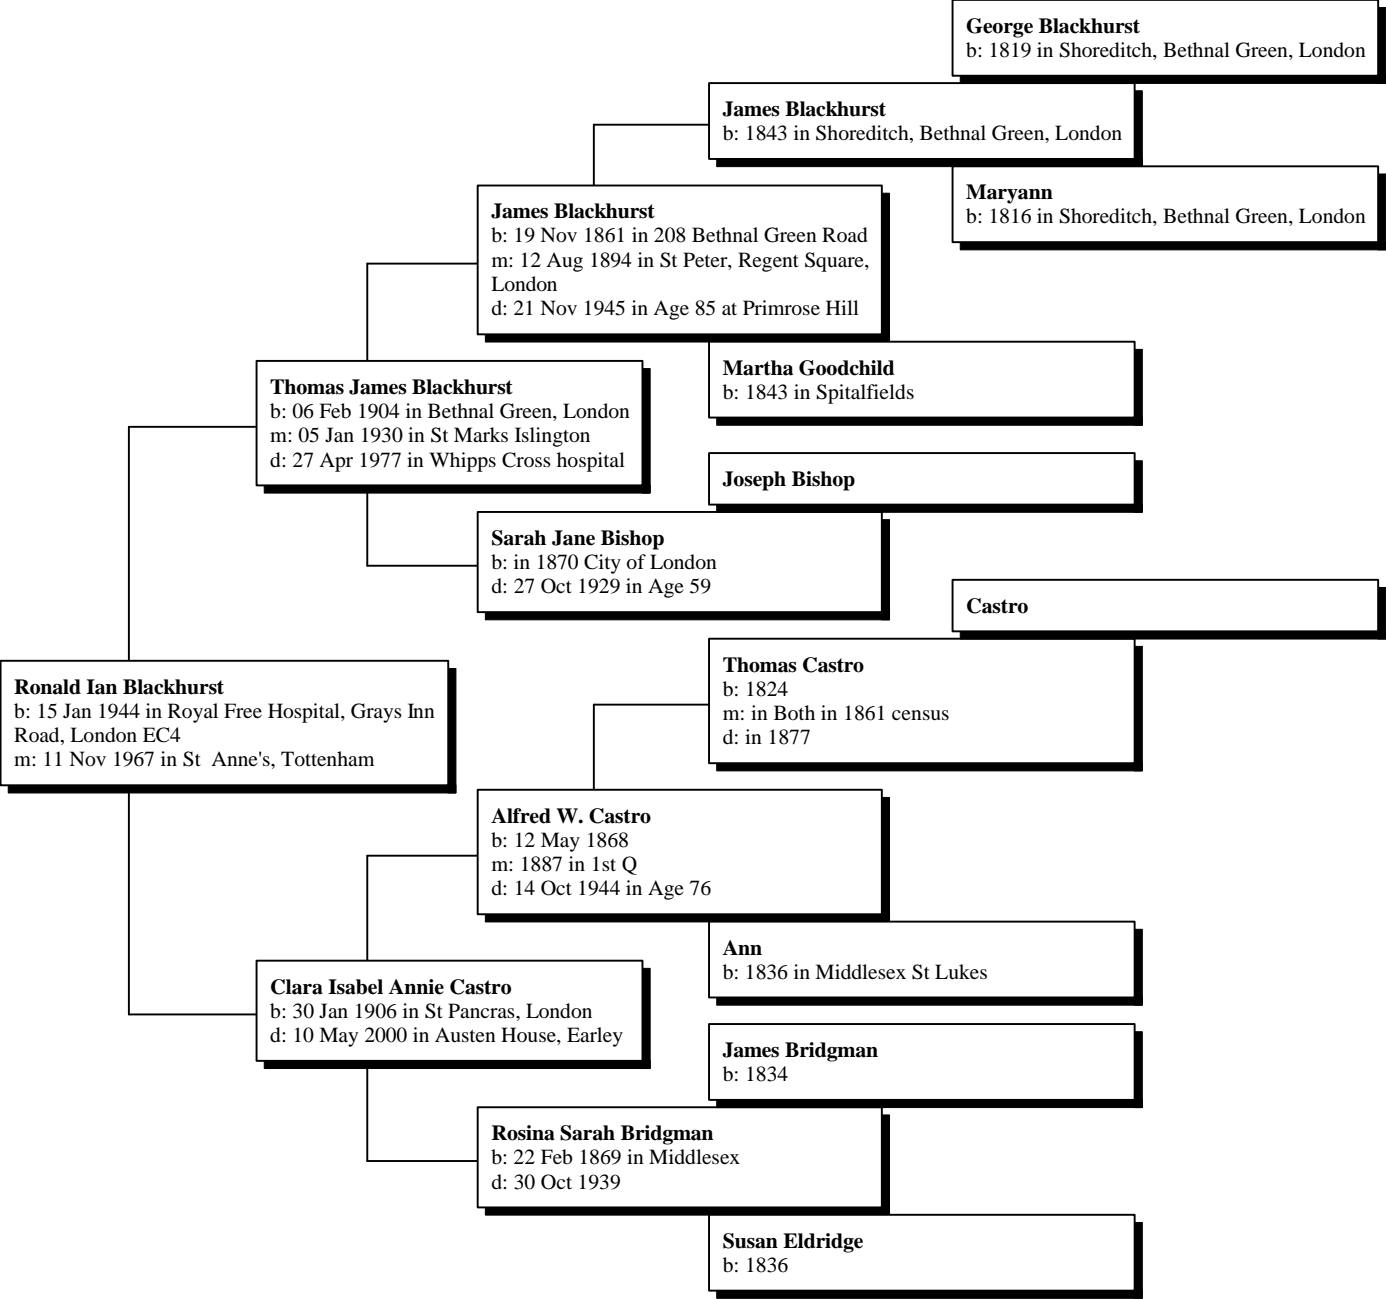 George Blackhurst
b: 1819 in Shoreditch, Bethnal Green, London
James Blackhurst
b: 1843 in Shoreditch, Bethnal Green, London
Maryann
b: 1816 in Shoreditch, Bethnal Green, London
James Blackhurst
b: 19 Nov 1861 in 208 Bethnal Green Road
m: 12 Aug 1894 in St Peter, Regent Square,
London
d: 21 Nov 1945 in Age 85 at Primrose Hill
Martha Goodchild
b: 1843 in Spitalfields
Thomas James Blackhurst
b: 06 Feb 1904 in Bethnal Green, London
m: 05 Jan 1930 in St Marks Islington
d: 27 Apr 1977 in Whipps Cross hospital
Joseph Bishop
Sarah Jane Bishop
b: in 1870 City of London
d: 27 Oct 1929 in Age 59
Castro
Thomas Castro
b: 1824
m: in Both in 1861 census
d: in 1877
Ronald Ian Blackhurst
b: 15 Jan 1944 in Royal Free Hospital, Grays Inn
Road, London EC4
m: 11 Nov 1967 in St  Anne's, Tottenham
Alfred W. Castro
b: 12 May 1868
m: 1887 in 1st Q
d: 14 Oct 1944 in Age 76
Ann
b: 1836 in Middlesex St Lukes
Clara Isabel Annie Castro
b: 30 Jan 1906 in St Pancras, London
d: 10 May 2000 in Austen House, Earley
James Bridgman
b: 1834
Rosina Sarah Bridgman
b: 22 Feb 1869 in Middlesex
d: 30 Oct 1939
Susan Eldridge
b: 1836